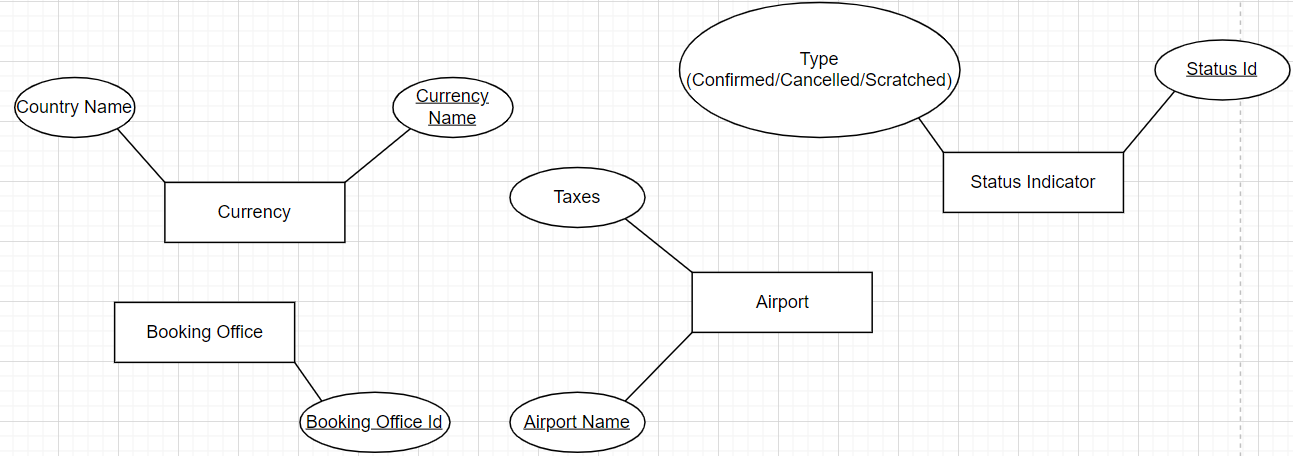 Type
(Confirmed/Cancelled/Scratched)
Status Id
Country Name
Currency
Name
Status Indicator
Taxes
Currency
Airport
Booking Office
Booking Office Id
Airport Name